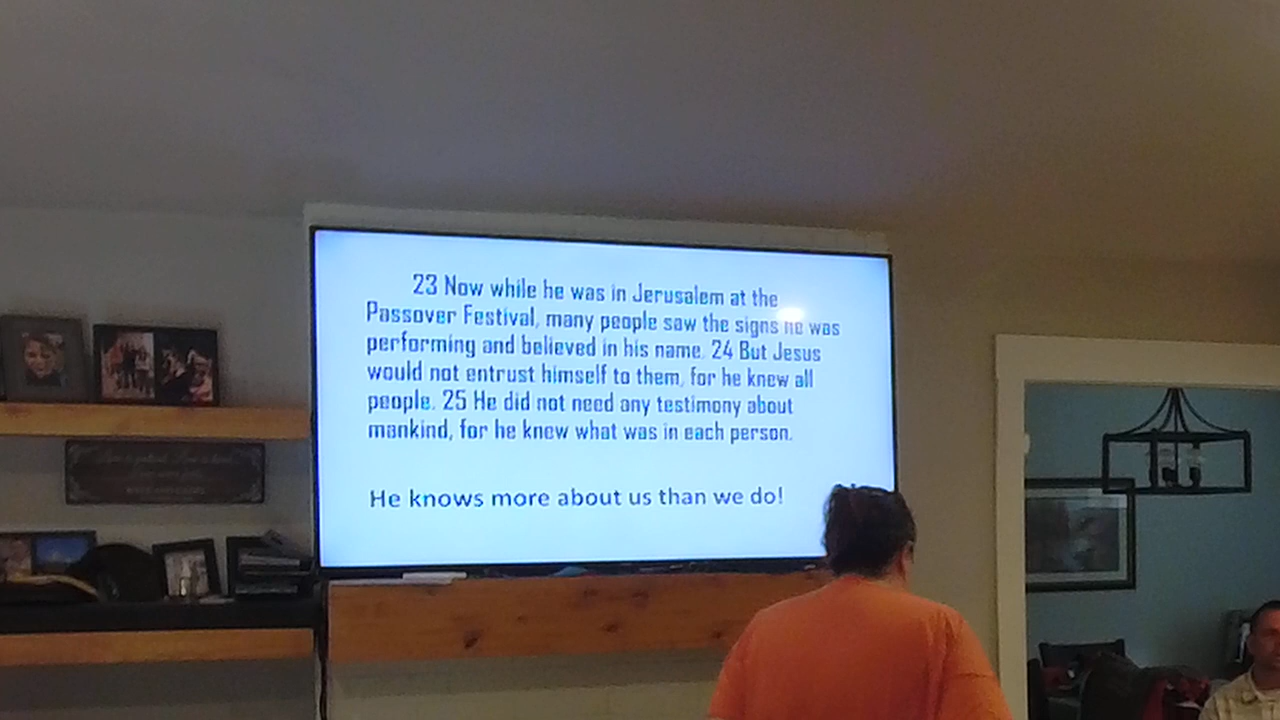 23 Now while he was in Jerusalem at the
Passover Festival, many people saw the signs he was
performing and believed in his name. 24 But Jesus
would not entrust himself to them, for he knew all
people. 25 He did not need any testimony about
mankind, for he knew what was in each person.
He knows more about us than we do!